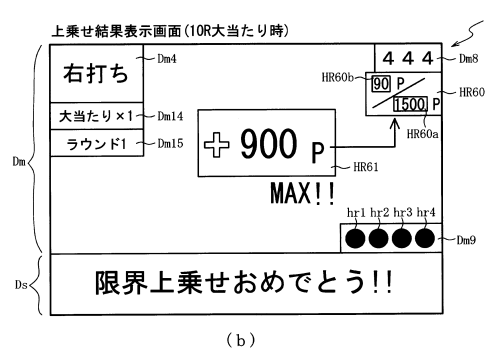 上乗せ結果表示画面(10R大当たり時)
右打ち
Dm4
4 4 4
Dm8
HR60b
90 P
1500 P
HR60
HR60a
大当たり×1
Dm14
ラウンド1
Dm15
Dm
+ 900 P
HR61
MAX!!
hr1 hr2 hr3 hr4
Dm9
Ds
限界上乗せおめでとう!!
(b)